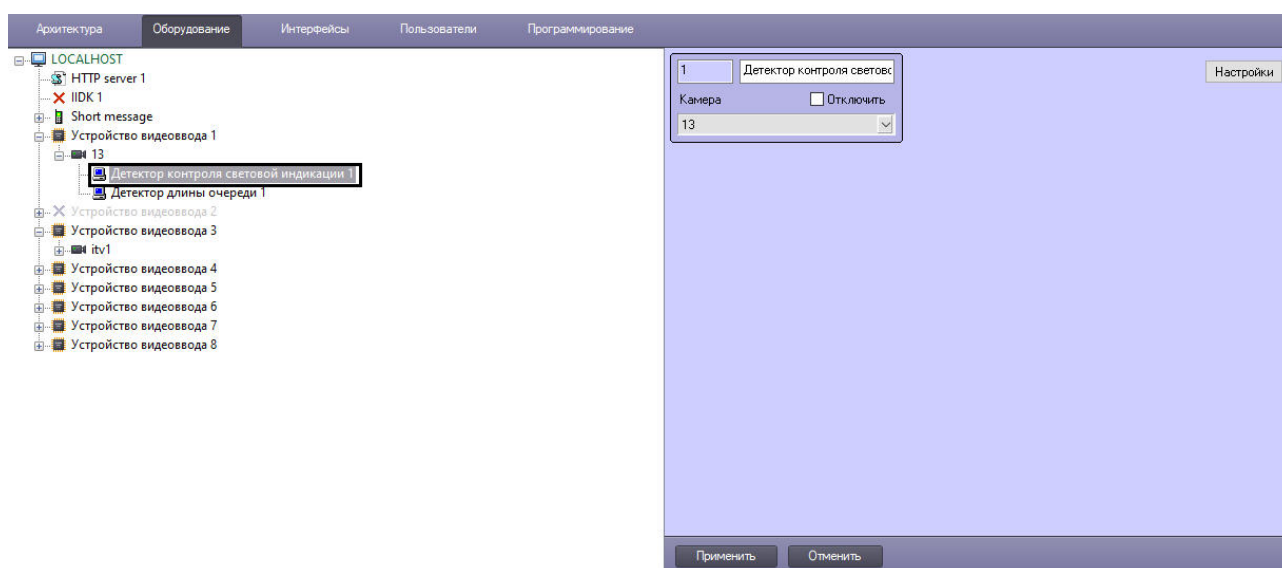 Архитектура Оборудование Интерфейсы Пользователи Программирование
LOCALHOST
HTTP server 1
IIDK 1
Short message
Устройство видеоввода 1
13
Детектор контроля световой индикации 1
Детектор длины очереди 1
Устройство видеоввода 2
Устройство видеоввода 3
itv1
Устройство видеоввода 4
Устройство видеоввода 5
Устройство видеоввода 6
Устройство видеоввода 7
Устройство видеоввода 8
1 Детектор контроля светово
Настройки
Камера Отключить
13
Применить Отменить